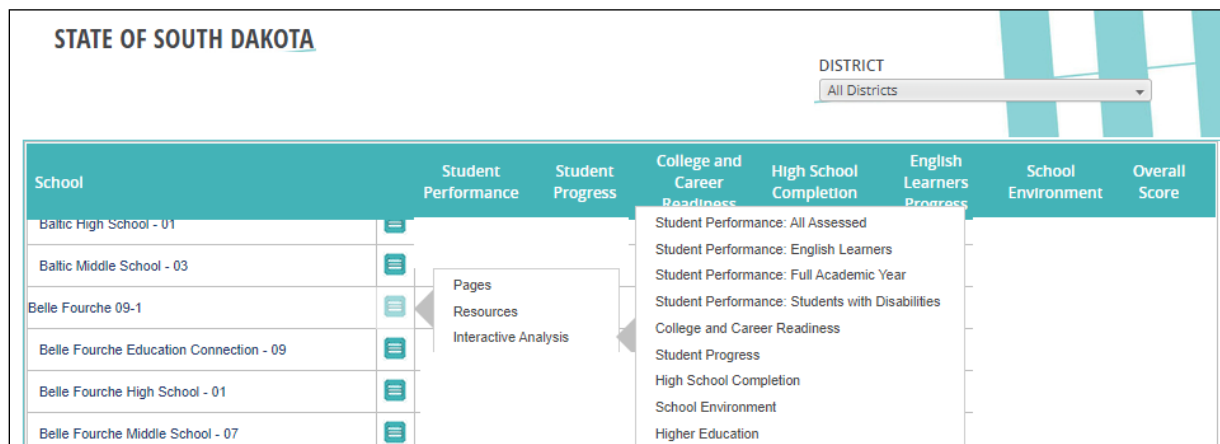 STATE OF SOUTH DAKOTA
DISTRICT
All Districts
School
Student
Performance
Student
Progress
College and
Career
Readiness
High School
Completion
English
Learners
Progress
School
Environment
Overall
Score
Baltic High School - 01
Baltic Middle School - 03
Belle Fourche 09-1
Belle Fourche Education Connection - 09
Belle Fourche High School - 01
Belle Fourche Middle School - 07
Pages
Resources
Interactive Analysis
Student Performance: All Assessed
Student Performance: English Learners
Student Performance: Full Academic Year
Student Performance: Students with Disabilities
College and Career Readiness
Student Progress
High School Completion
School Environment
Higher Education